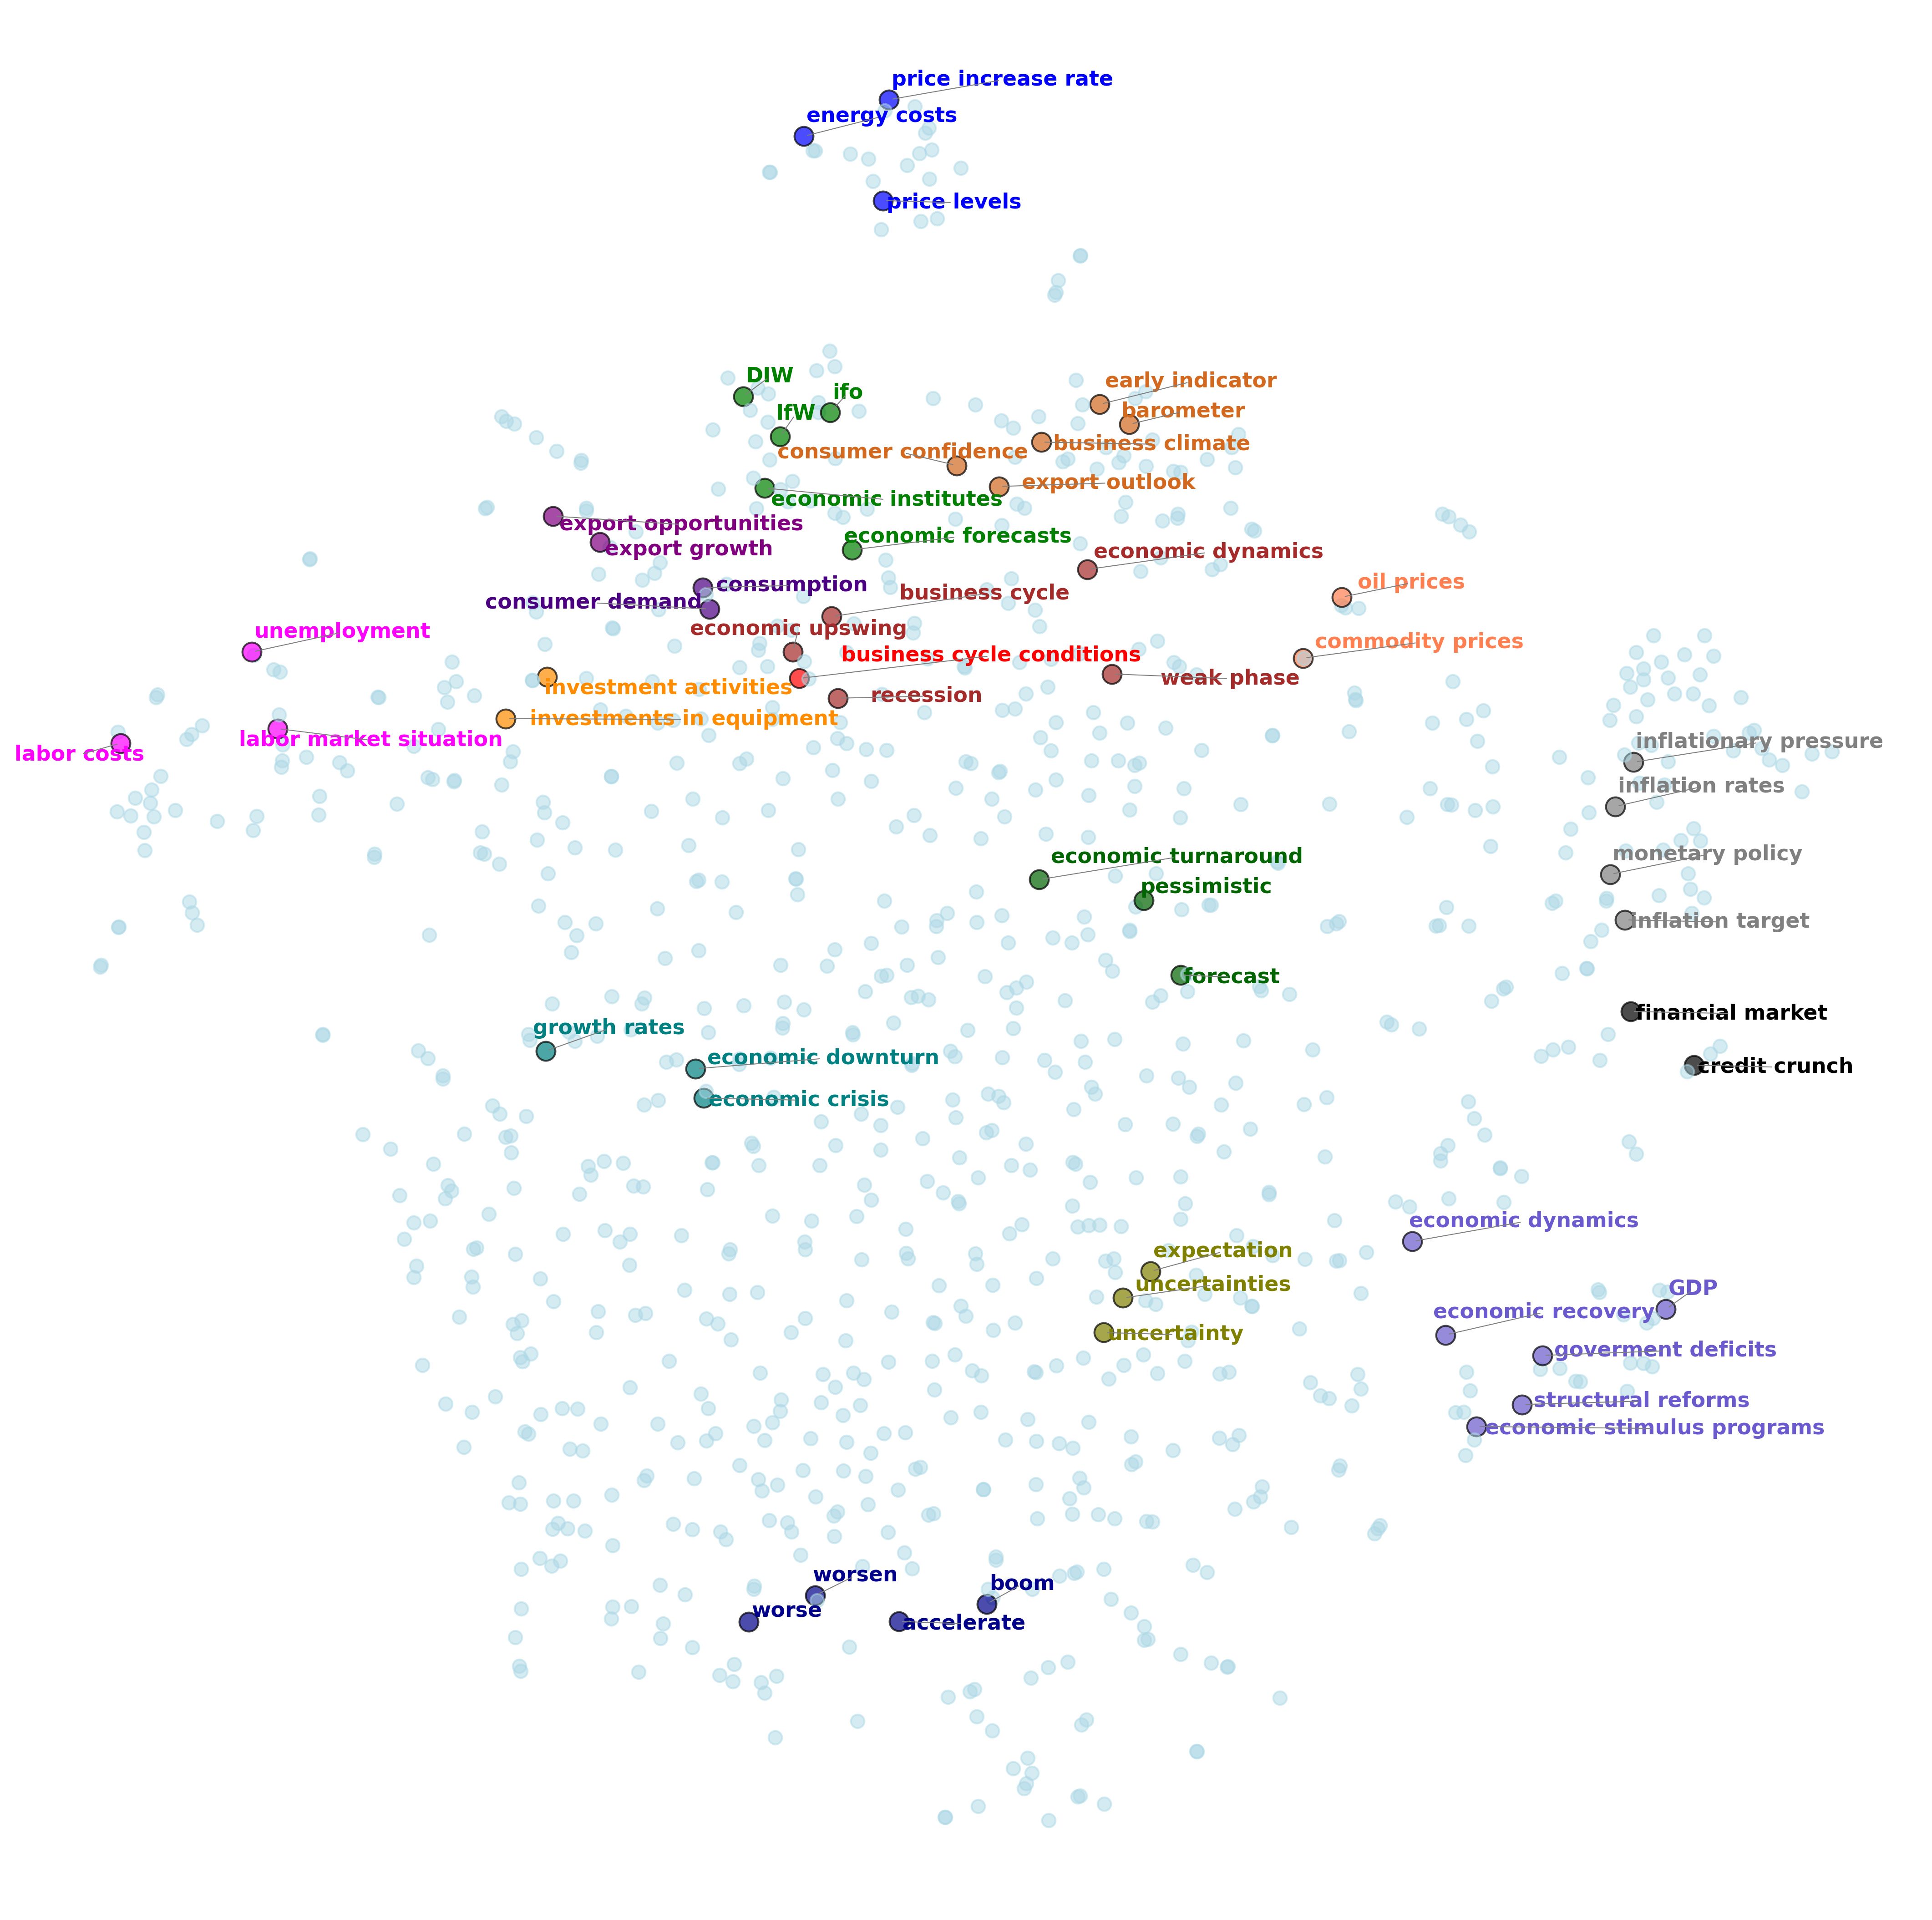 price increase rate
energy costs
price levels
DIW
early indicator
ifo
IfW
barometer
business climate
consumer confidence
export outlook
economic institutes
export opportunities
economic forecasts
export growth
economic dynamics
oil prices
consumption
business cycle
consumer demand
economic upswing
unemployment
commodity prices
business cycle conditions
weak phase
investment activities
recession
investments in equipment
labor market situation
inflationary pressure
labor costs
inflation rates
monetary policy
economic turnaround
pessimistic
inflation target
forecast
financial market
growth rates
economic downturn
credit crunch
economic crisis
economic dynamics
expectation
uncertainties
GDP
economic recovery
uncertainty
goverment deficits
structural reforms
economic stimulus programs
worsen
boom
worse
accelerate